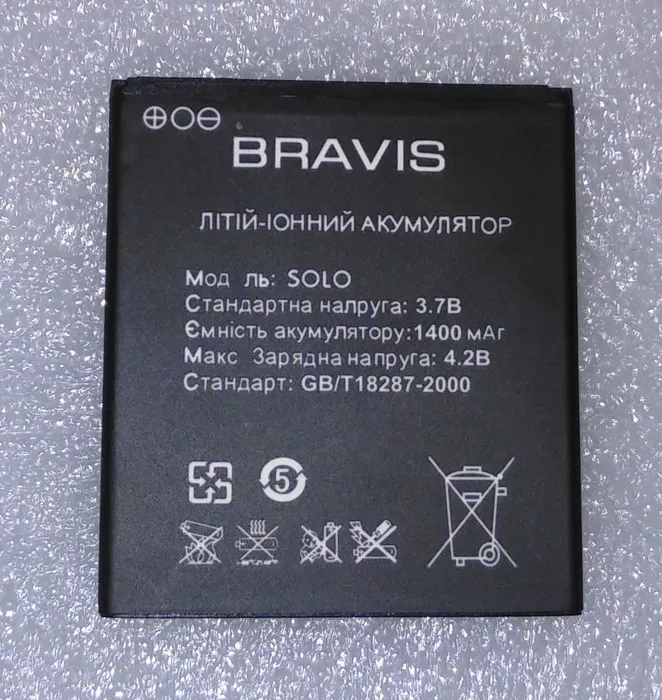 BRAVIS
ЛІТІЙ-ІОННИЙ АКУМУЛЯТОР
Мод ль: SOLO
Стандартна налруга: 3.7В
Ємність акумулятору:1400 мАг
Макс Зарядна напруга: 4.2В
Стандарт: GB/T18287-2000
5